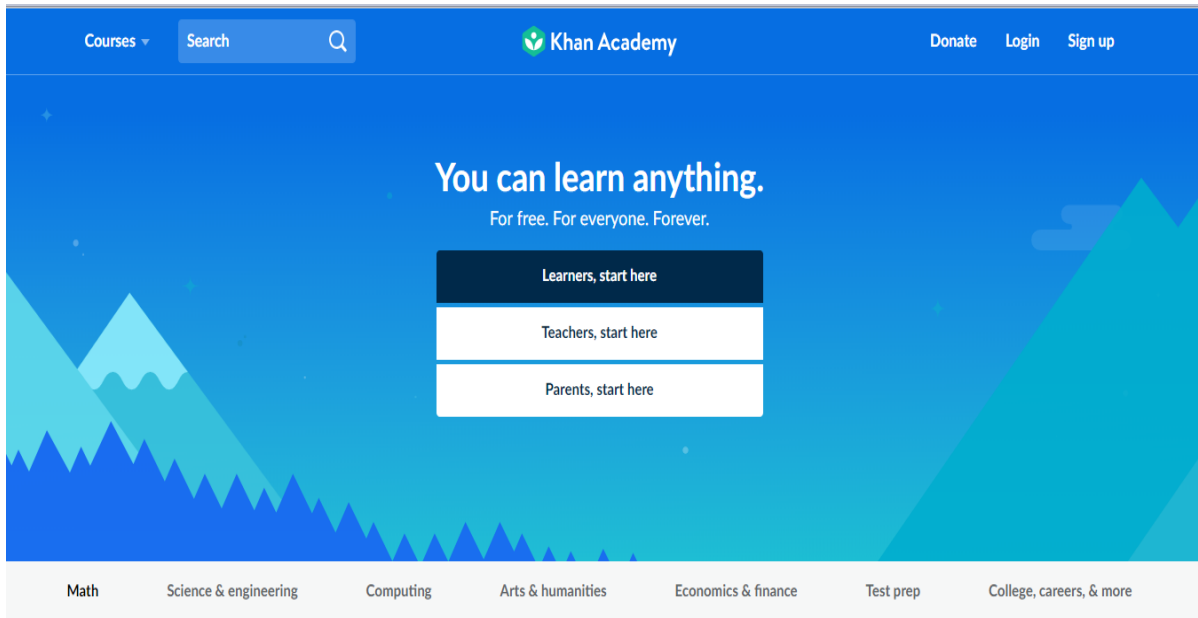 Courses Search Khan Academy Donate Login Sign up
You can learn anything.
For free. For everyone. Forever.
Learners, start here
Teachers, start here
Parents, start here
Math Science & engineering Computing Arts & humanities Economics & finance Test prep College, careers, & more